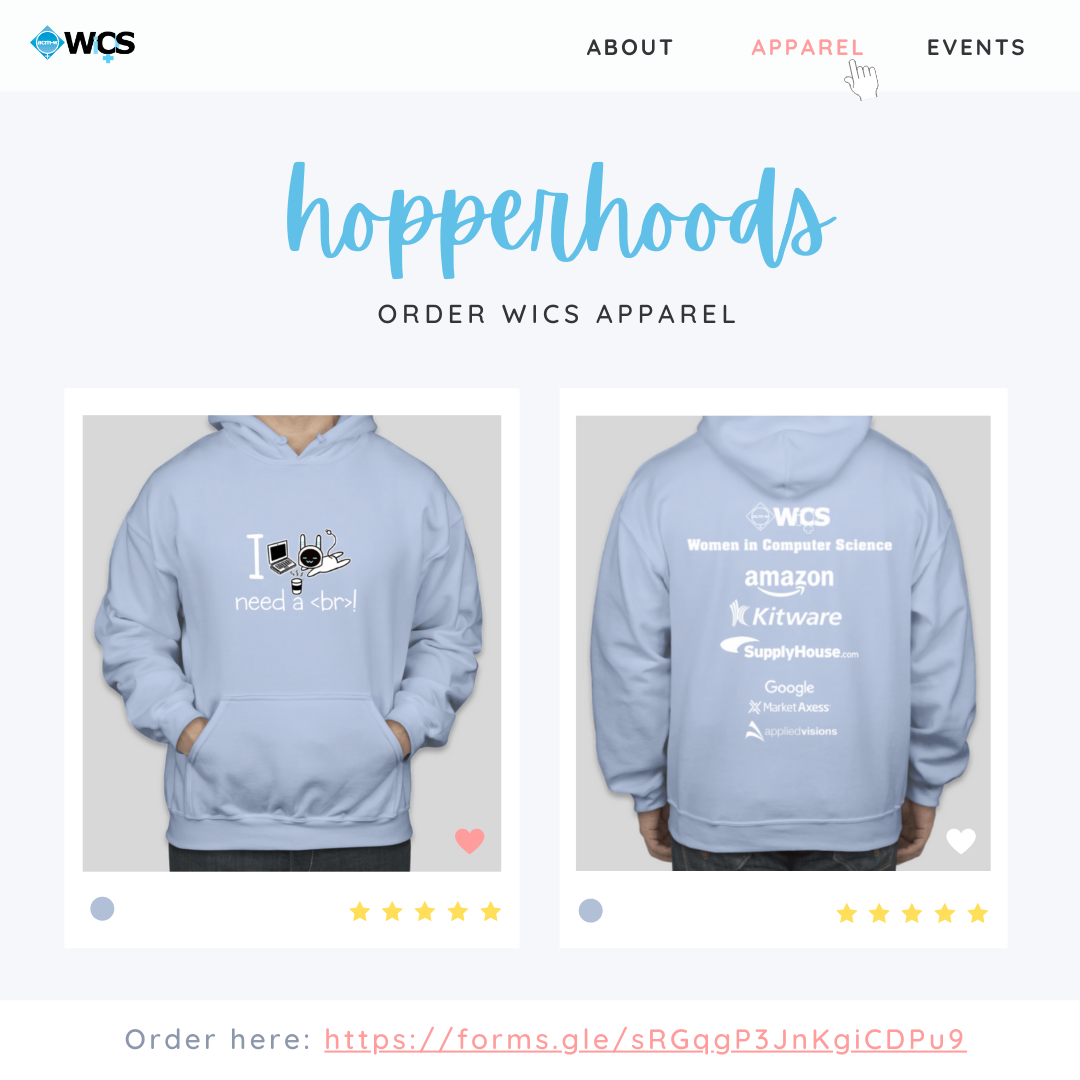 WiCS
ABOUT
APPAREL
EVENTS
hopperhoods
ORDER WICS APPAREL
I
need a <br>!
WiCS
Women in Computer Science
amazon
Kitware
SupplyHouse.com
Google
MarketAxess
appliedvisions
Order here: https://forms.gle/sRGqgP3JnKgiCDPu9